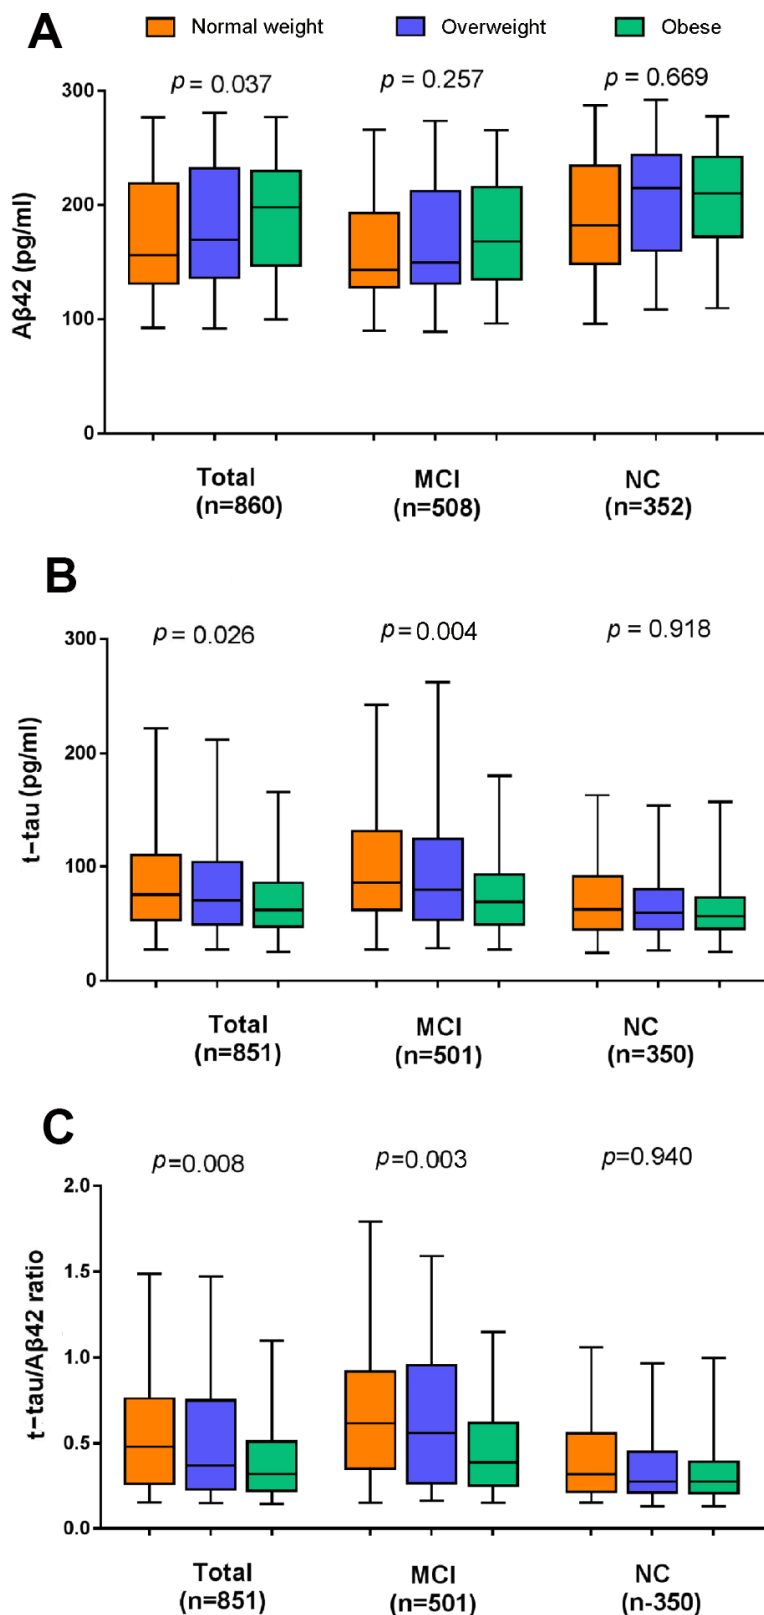 A
Normal weight Overweight Obese
p = 0.037 p = 0.257 p = 0.669
300
200
100
0
Aβ42 (pg/ml)
Total MCI NC
(n=860) (n=508) (n=352)
B
p = 0.026 p=0.004 p = 0.918
300
200
100
0
t-tau (pg/ml)
Total MCI NC
(n=851) (n=501) (n=350)
C
p=0.008 p=0.003 p=0.940
2.0
1.5
1.0
0.5
0.0
t-tau/Aβ42 ratio
Total MCI NC
(n=851) (n=501) (n-350)